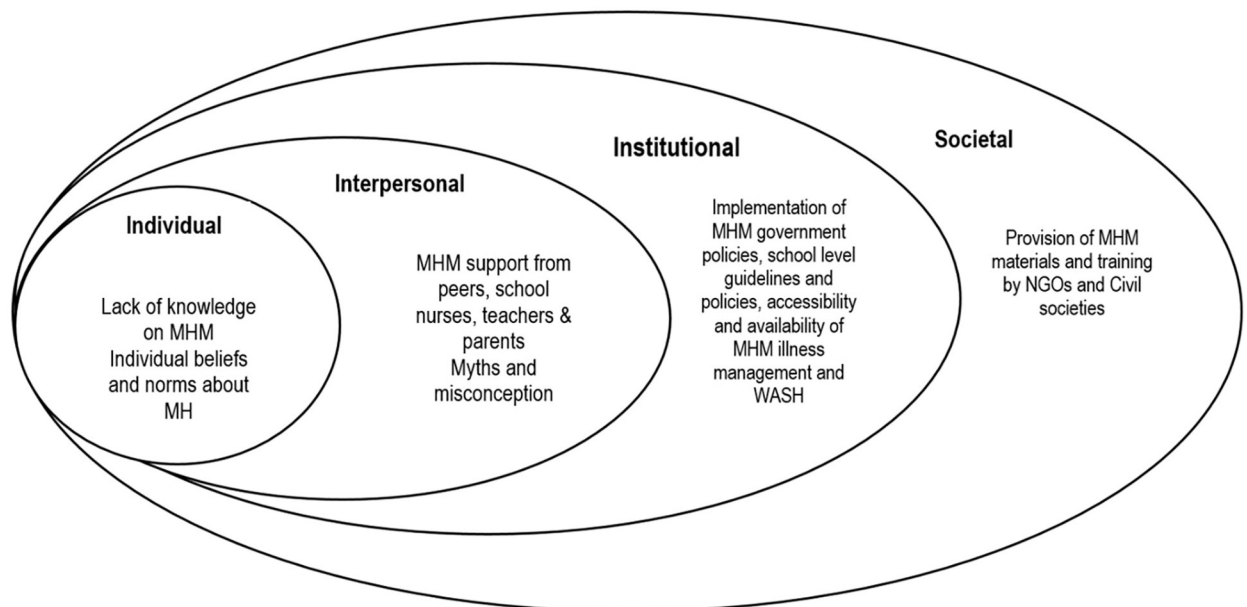 Individual
Lack of knowledge
on MHM
Individual beliefs
and norms about
MH
Interpersonal
MHM support from
peers, school
nurses, teachers &
parents
Myths and
misconception
Institutional
Implementation of
MHM government
policies, school level
guidelines and
policies, accessibility
and availability of
MHM illness
management and
WASH
Societal
Provision of MHM
materials and training
by NGOs and Civil
societies